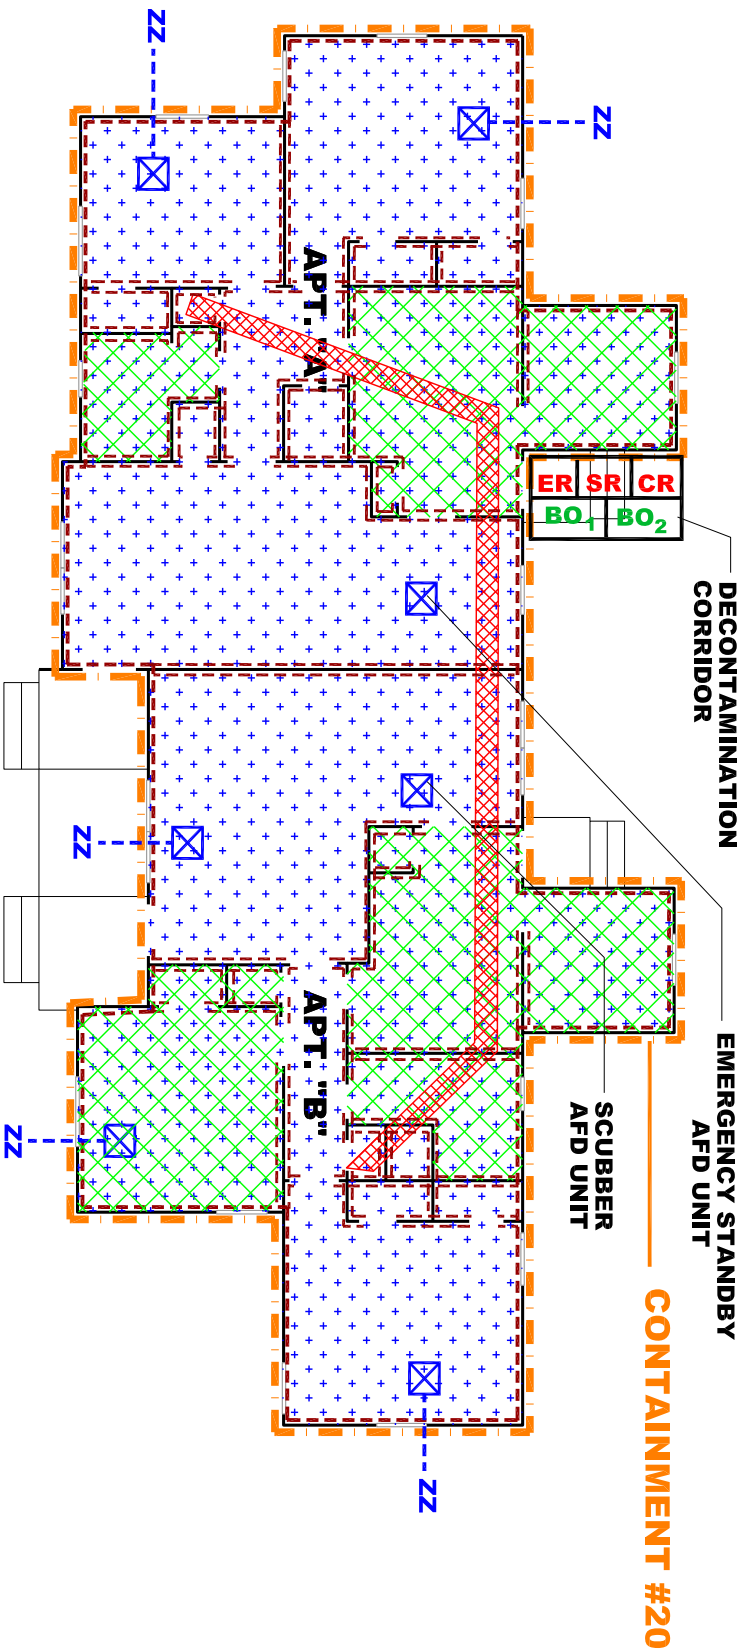 ZZ
ZZ
APT. "A"
ER SR CR
BO1 BO2
DECONTAMINATION
CORRIDOR
ZZ
APT. "B"
EMERGENCY STANDBY
AFD UNIT
SCUBBER
AFD UNIT
ZZ
CONTAINMENT #20
ZZ